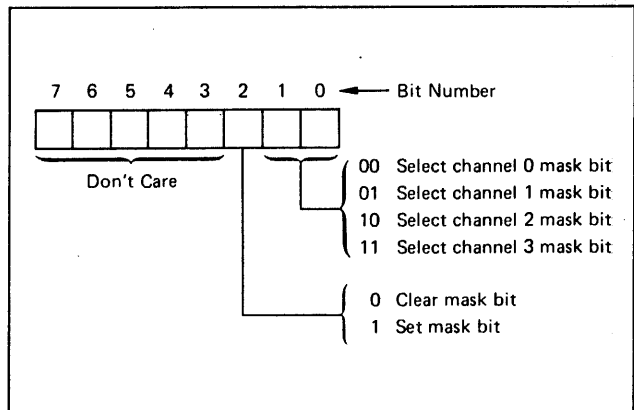 7 6 5 4 3 2 1 0 Bit Number
Don't Care
00 Select channel 0 mask bit
01 Select channel 1 mask bit
10 Select channel 2 mask bit
11 Select channel 3 mask bit
0 Clear mask bit
1 Set mask bit